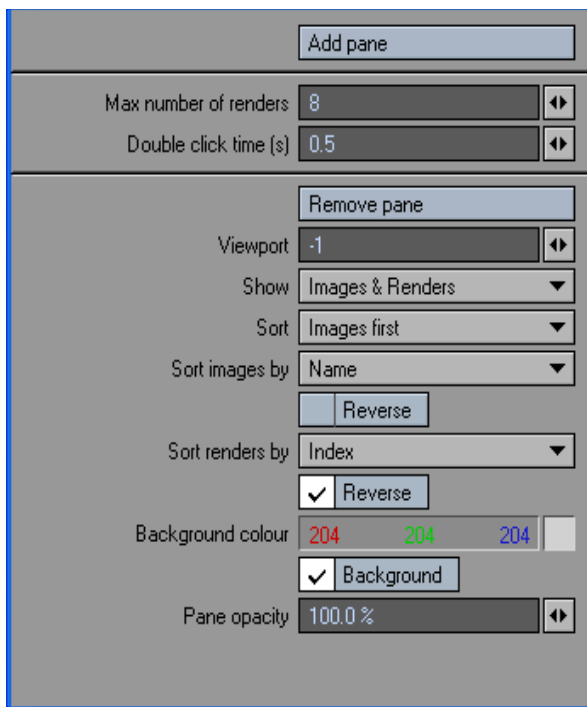 Add pane
Max number of renders 8
Double click time (s) 0.5
Remove pane
Viewport -1
Show Images & Renders
Sort Images first
Sort images by Name
Reverse
Sort renders by Index
Reverse
Background colour 204 204 204
Background
Pane opacity 100.0 %